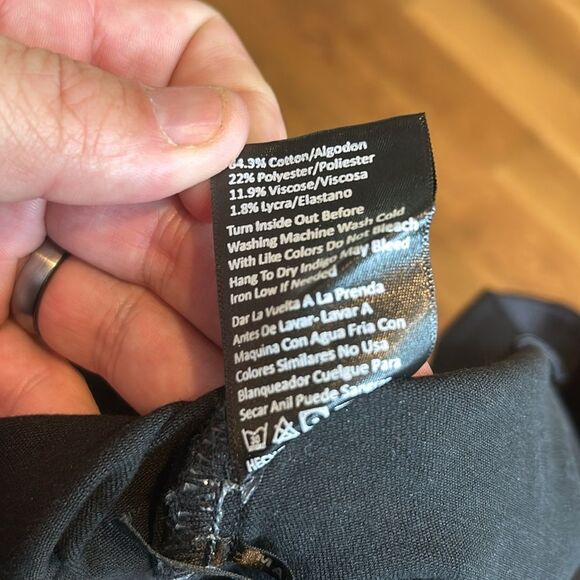 64.3% Cotton/Algodon
22% Polyester/Poliester
11.9% Viscose/Viscosa
1.8% Lycra/Elastano
Turn Inside Out Before
Washing Machine Wash Cold
With Like Colors Do Not Bleach
Hang To Dry Indigo May Bleed
Iron Low If Needed
Dar La Vuelta A La Prenda
Antes De Lavar- Lavar A
Maquina Con Agua Fria Con
Colores Similares No Usa
Blanqueador Cuelgue Para
Secar Anil Puede
30